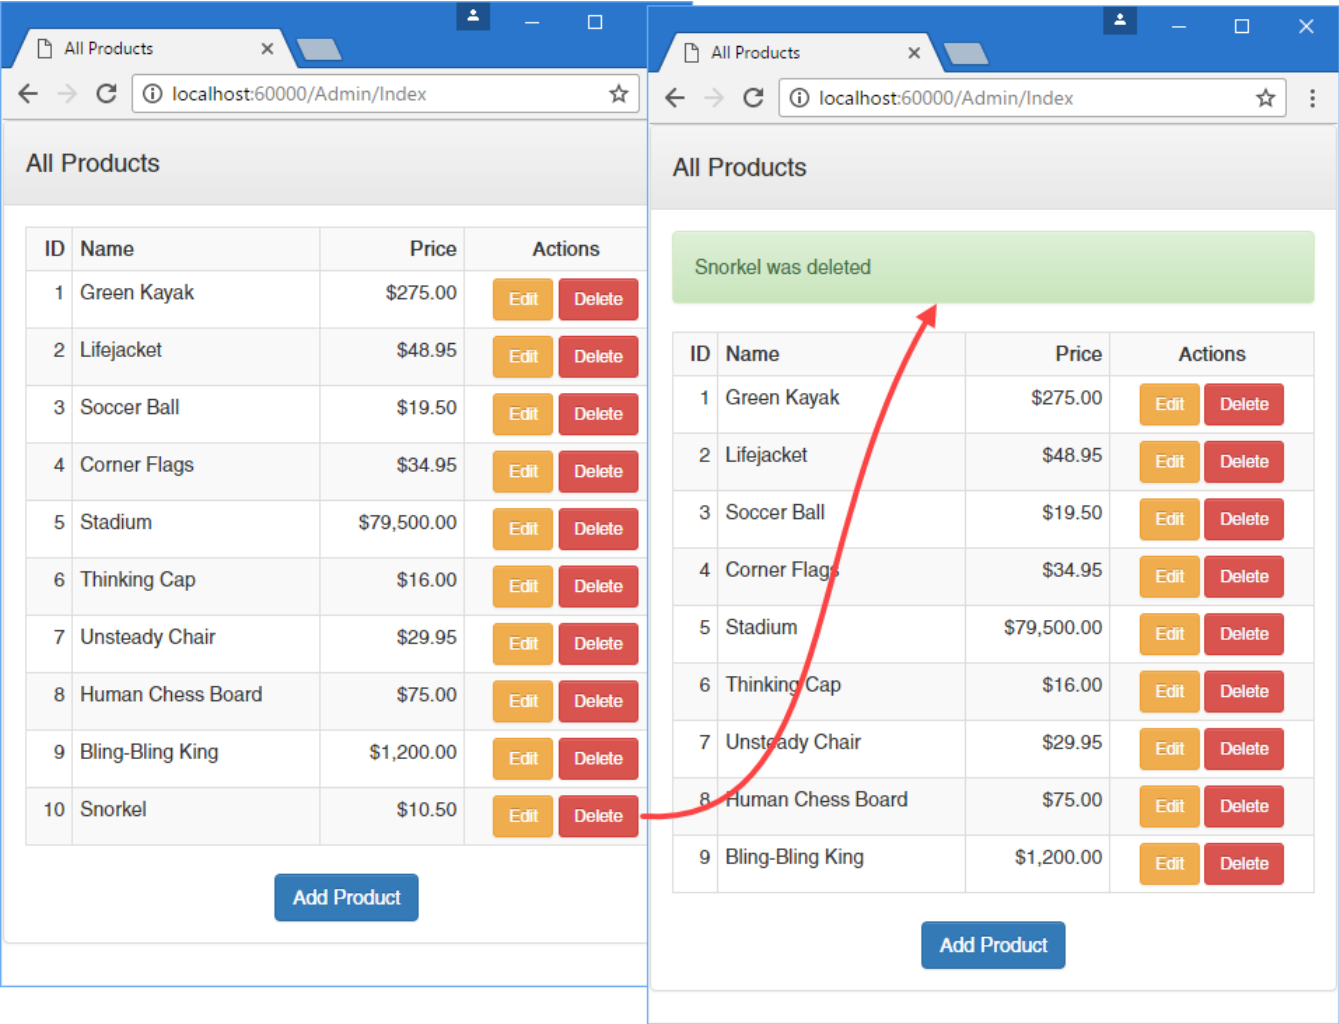 All Products
localhost:60000/Admin/Index
All Products
ID Name Price Actions
1 Green Kayak $275.00 Edit Delete
2 Lifejacket $48.95 Edit Delete
3 Soccer Ball $19.50 Edit Delete
4 Corner Flags $34.95 Edit Delete
5 Stadium $79,500.00 Edit Delete
6 Thinking Cap $16.00 Edit Delete
7 Unsteady Chair $29.95 Edit Delete
8 Human Chess Board $75.00 Edit Delete
9 Bling-Bling King $1,200.00 Edit Delete
10 Snorkel $10.50 Edit Delete
Add Product
All Products
localhost:60000/Admin/Index
All Products
Snorkel was deleted
ID Name Price Actions
1 Green Kayak $275.00 Edit Delete
2 Lifejacket $48.95 Edit Delete
3 Soccer Ball $19.50 Edit Delete
4 Corner Flags $34.95 Edit Delete
5 Stadium $79,500.00 Edit Delete
6 Thinking Cap $16.00 Edit Delete
7 Unsteady Chair $29.95 Edit Delete
8 Human Chess Board $75.00 Edit Delete
9 Bling-Bling King $1,200.00 Edit Delete
Add Product